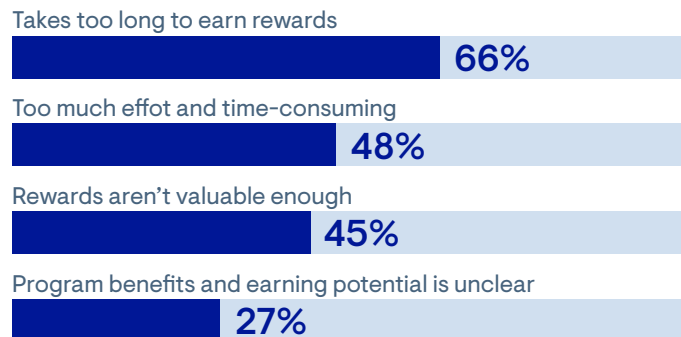 Takes too long to earn rewards
66%
Too much effot and time-consuming
48%
Rewards aren’t valuable enough
45%
Program benefits and earning potential is unclear
27%